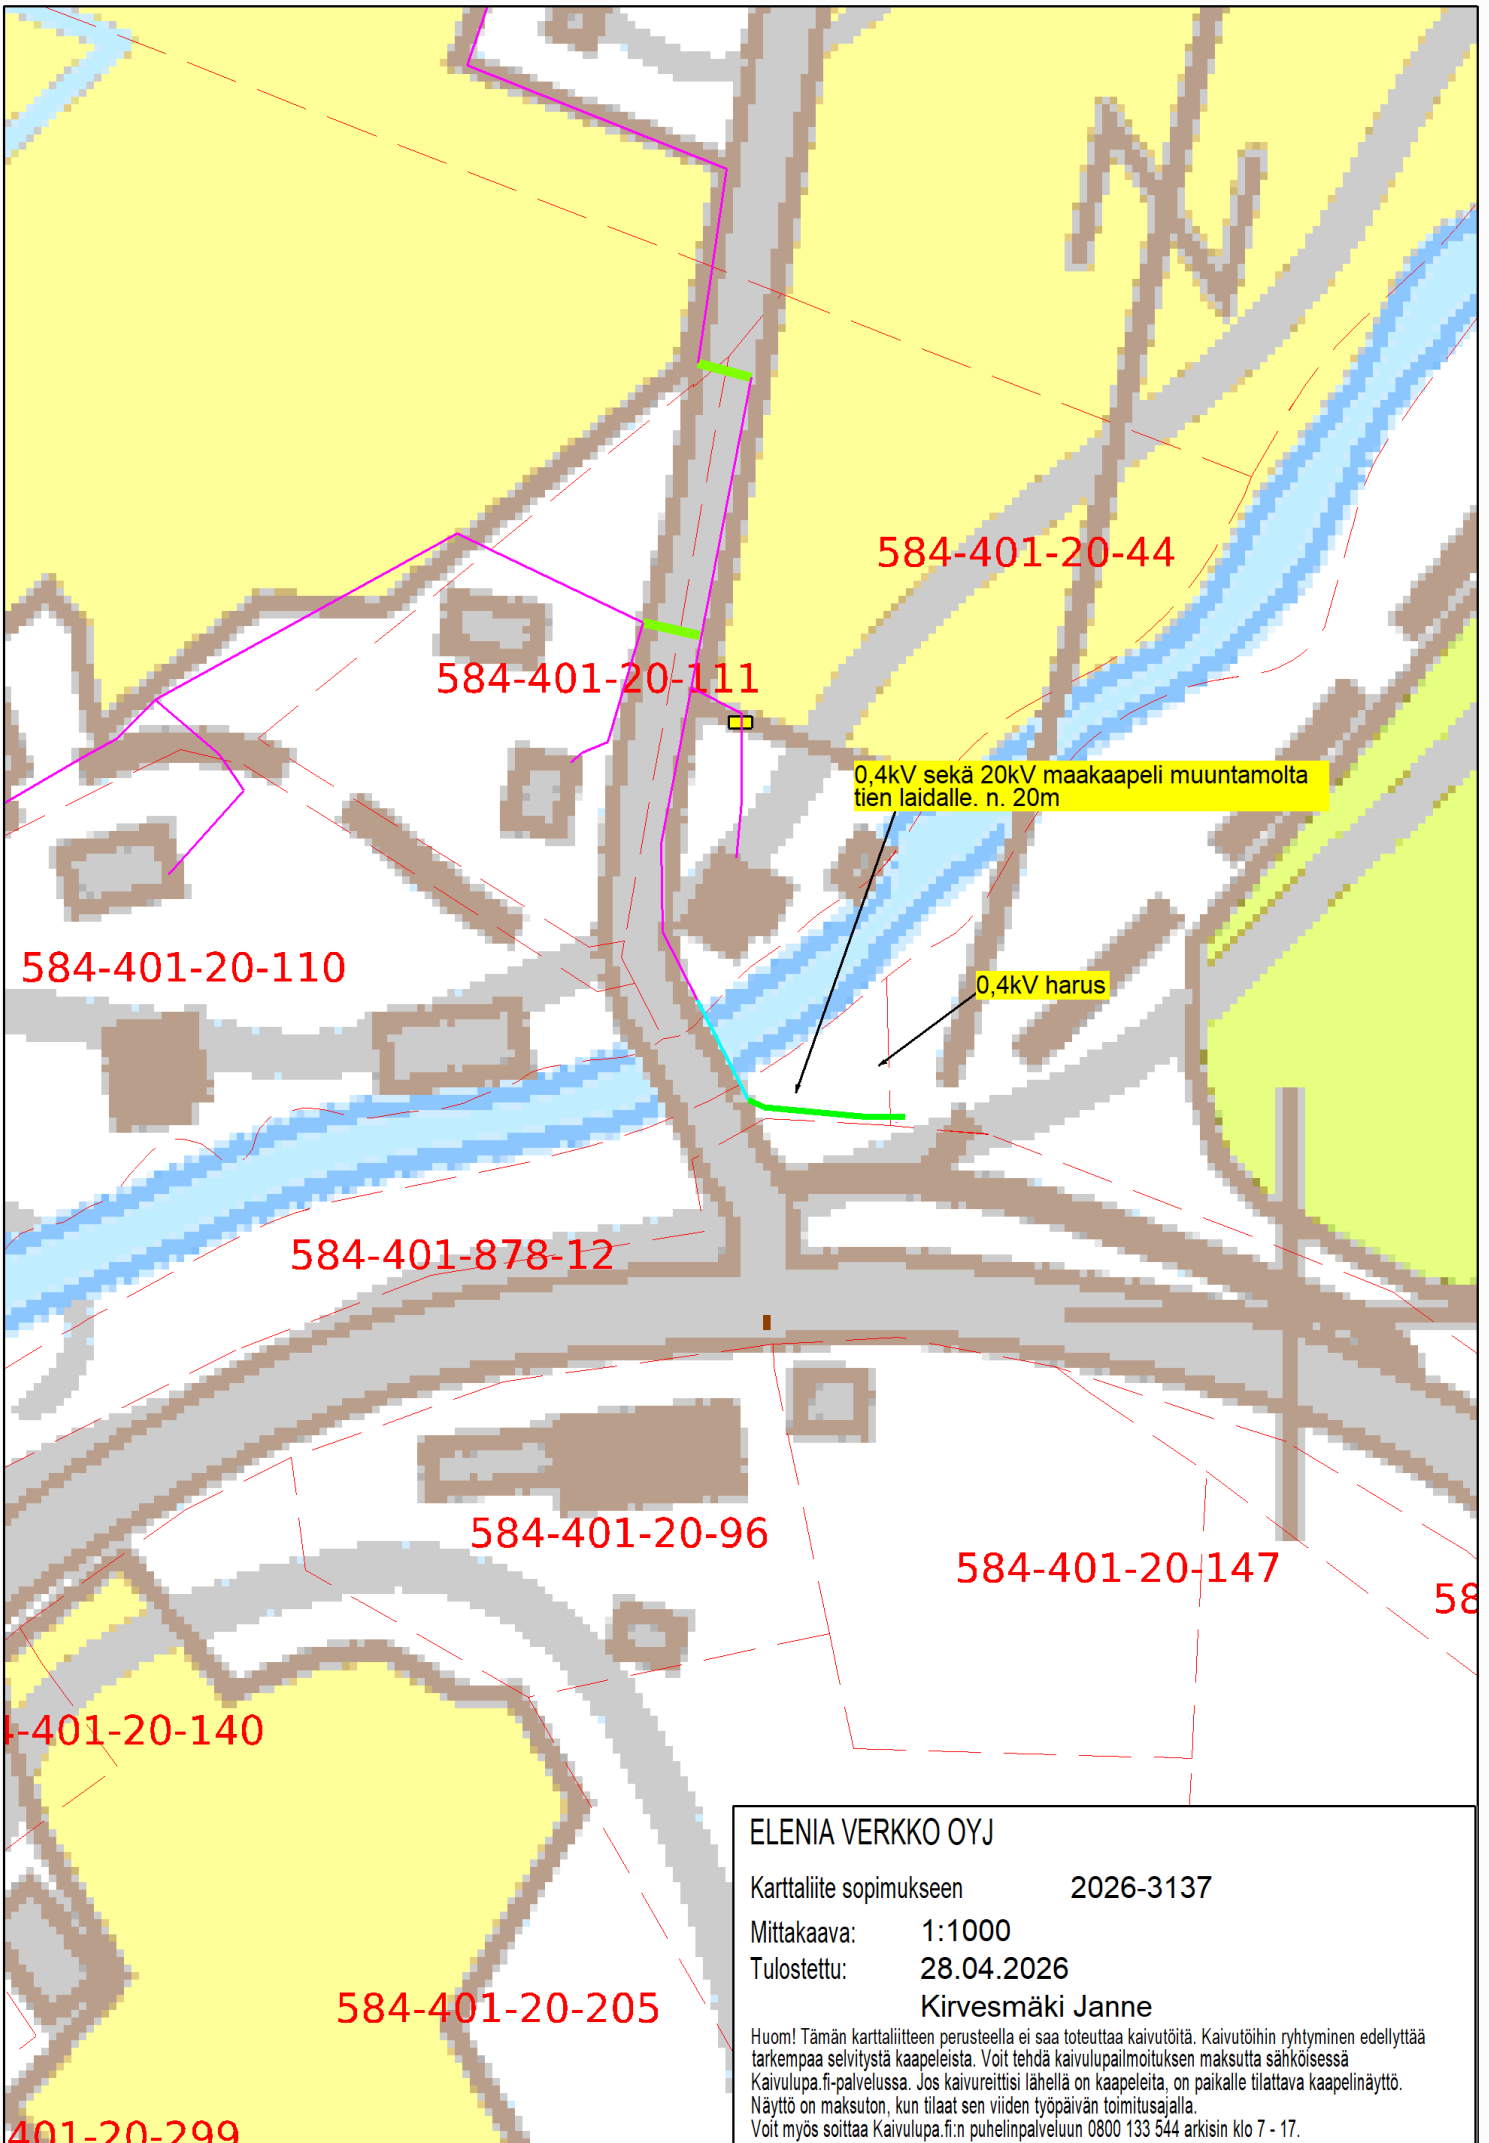 584-401-20-44
584-401-20-111
0,4kV sekä 20kV maakaapeli muuntamolta
tien laidalle. n. 20m
584-401-20-110
0,4kV harus
584-401-878-12
584-401-20-96
584-401-20-147
58
-401-20-140
584-401-20-205
401-20-299
ELENIA VERKKO OYJ
Karttaliite sopimukseen 2026-3137
Mittakaava: 1:1000
Tulostettu: 28.04.2026
Kirvesmäki Janne
Huom! Tämän karttaliitteen perusteella ei saa toteuttaa kaivutöitä. Kaivutöihin ryhtyminen edellyttää
tarkempaa selvitystä kaapeleista. Voit tehdä kaivulupailmoituksen maksutta sähköisessä
Kaivulupa.fi-palvelussa. Jos kaivureittisi lähellä on kaapeleita, on paikalle tilattava kaapelinäyttö.
Näyttö on maksuton, kun tilaat sen viiden työpäivän toimitusajalla.
Voit myös soittaa Kaivulupa.fi:n puhelinpalveluun 0800 133 544 arkisin klo 7 - 17.